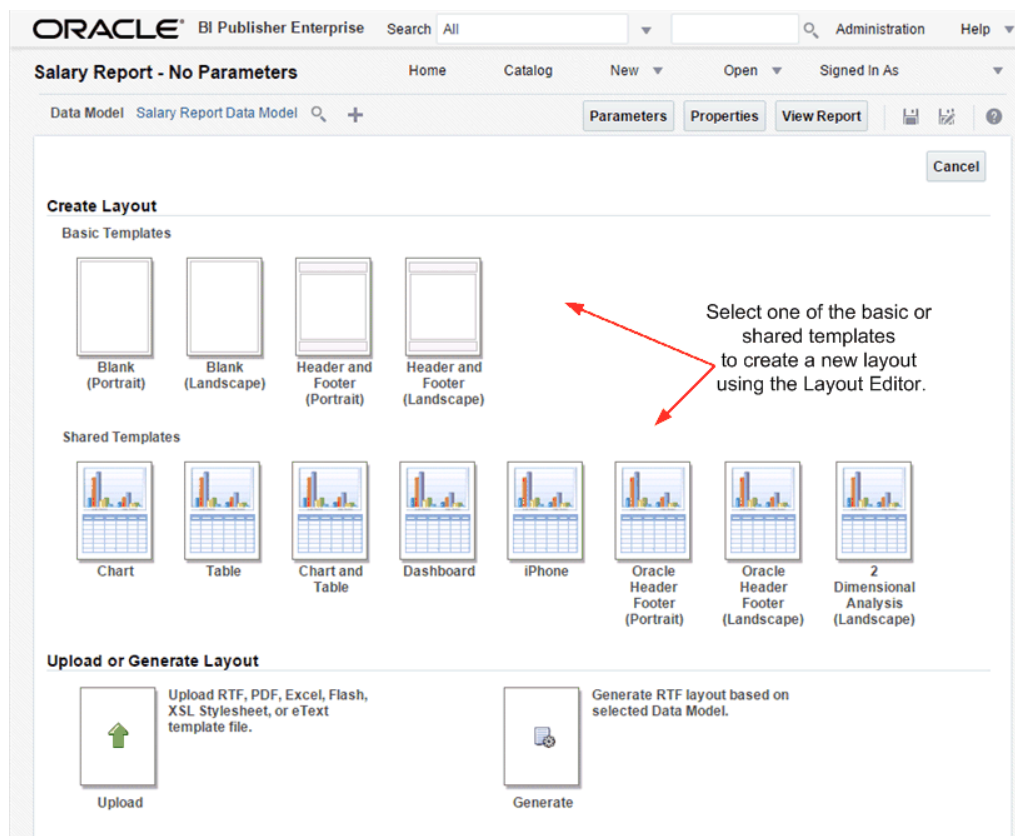 ORACLE BI Publisher Enterprise Search All Administration Help
Salary Report - No Parameters Home Catalog New Open Signed In As
Data Model Salary Report Data Model Parameters Properties View Report
Cancel
Create Layout
Basic Templates
Blank
(Portrait)
Blank
(Landscape)
Header and
Footer
(Portrait)
Header and
Footer
(Landscape)
Select one of the basic or
shared templates
to create a new layout
using the Layout Editor.
Shared Templates
Chart
Table
Chart and
Table
Dashboard
iPhone
Oracle
Header
Footer
(Portrait)
Oracle
Header
Footer
(Landscape)
2
Dimensional
Analysis
(Landscape)
Upload or Generate Layout
Upload RTF, PDF, Excel, Flash,
XSL Stylesheet, or eText
template file.
Upload
Generate RTF layout based on
selected Data Model.
Generate